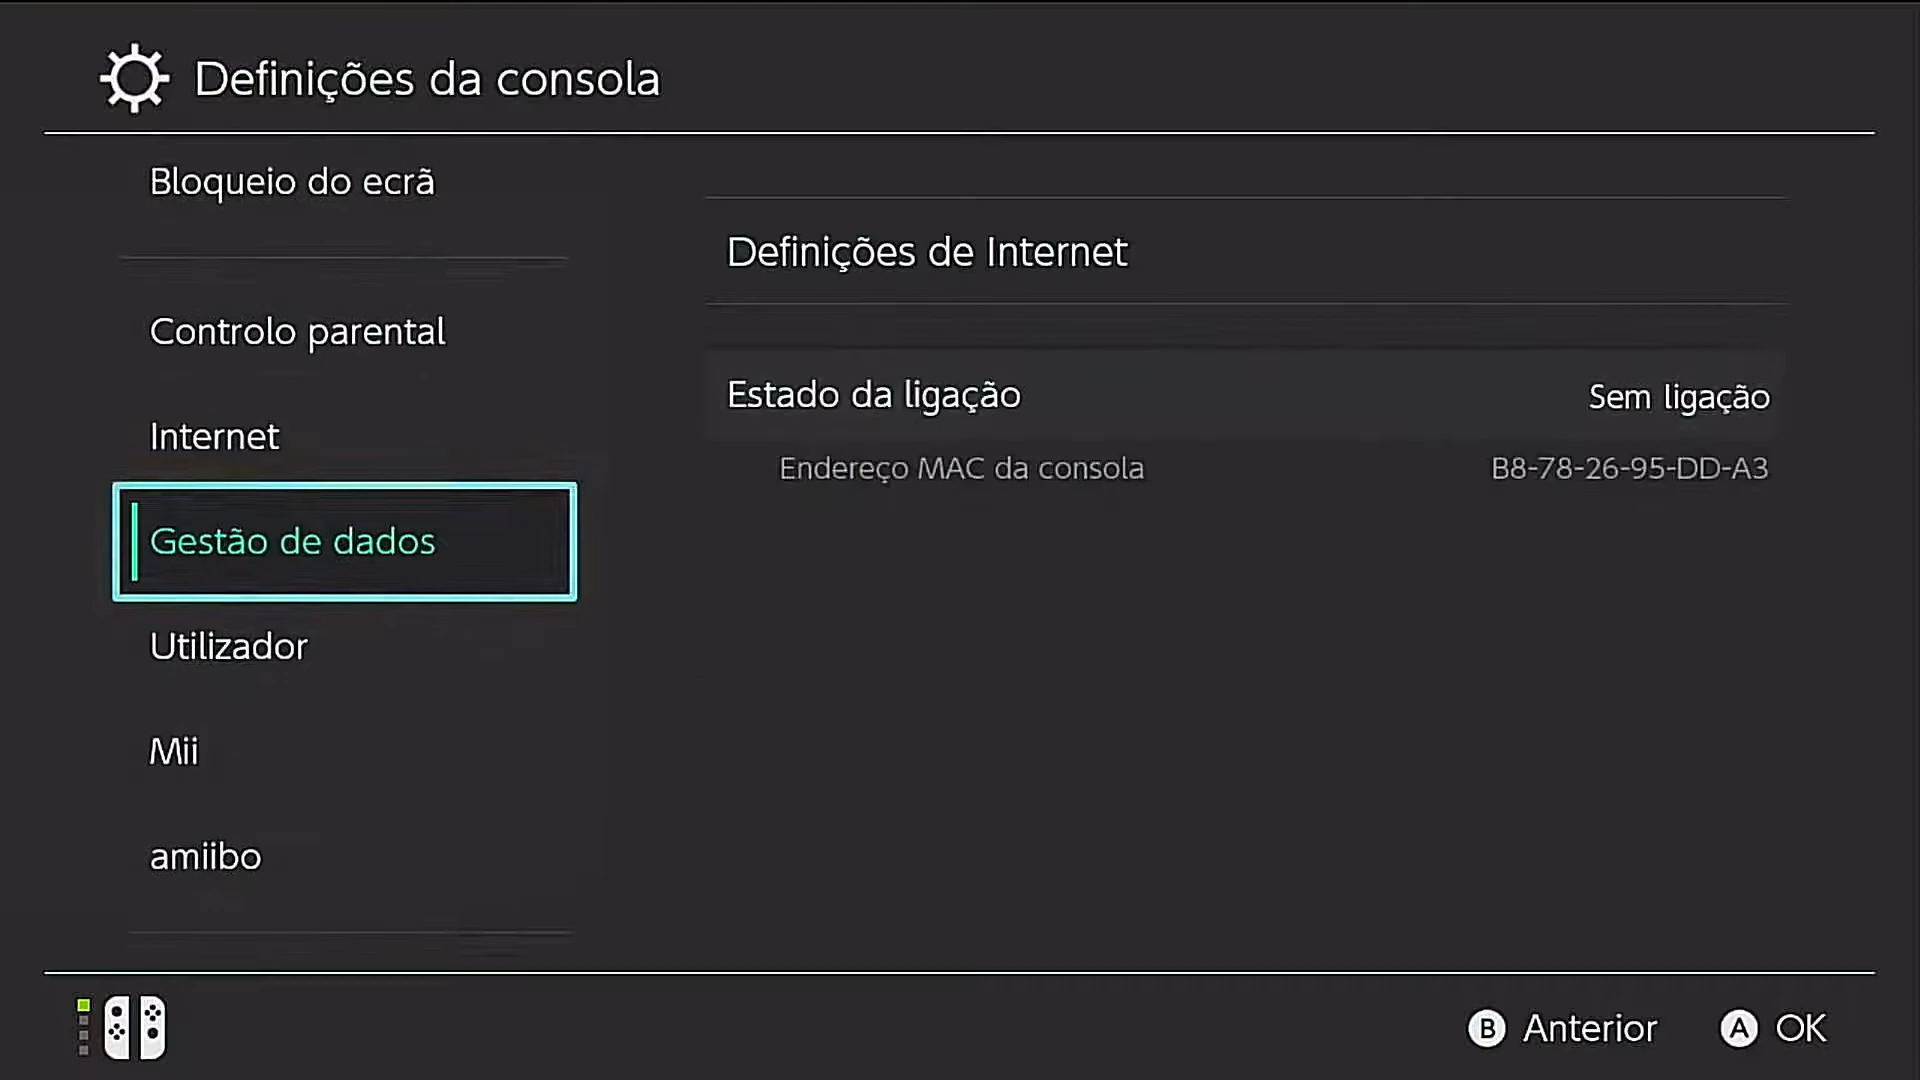 Definições da consola
Bloqueio do ecrã
Controlo parental
Internet
Gestão de dados
Utilizador
Mii
amiibo
Definições de Internet
Estado da ligação Sem ligação
Endereço MAC da consola B8-78-26-95-DD-A3
B Anterior A OK